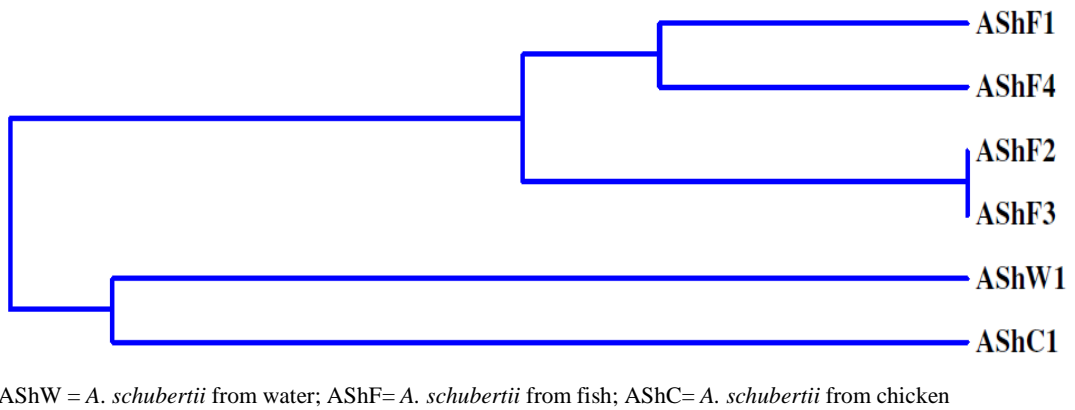 AShF1
AShF4
AShF2
AShF3
AShW1
AShC1
AShW = A. schubertii from water; AShF= A. schubertii from fish; AShC= A. schubertii from chicken